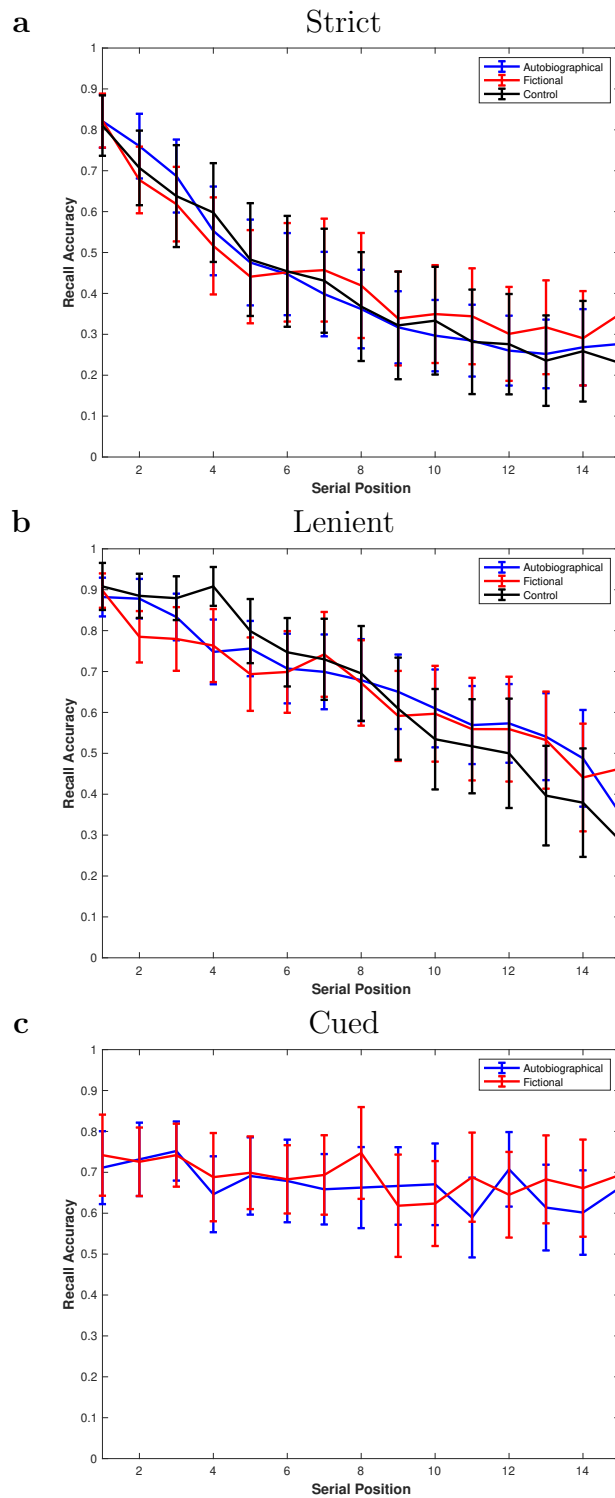 a Strict
1
0.9
0.8
0.7
0.6
0.5
0.4
0.3
0.2
0.1
0
Recall Accuracy
Autobiographical
Fictional
Control
2 4 6 8 10 12 14
Serial Position
b Lenient
1
0.9
0.8
0.7
0.6
0.5
0.4
0.3
0.2
0.1
0
Recall Accuracy
Autobiographical
Fictional
Control
2 4 6 8 10 12 14
Serial Position
c Cued
1
0.9
0.8
0.7
0.6
0.5
0.4
0.3
0.2
0.1
0
Recall Accuracy
Autobiographical
Fictional
2 4 6 8 10 12 14
Serial Position